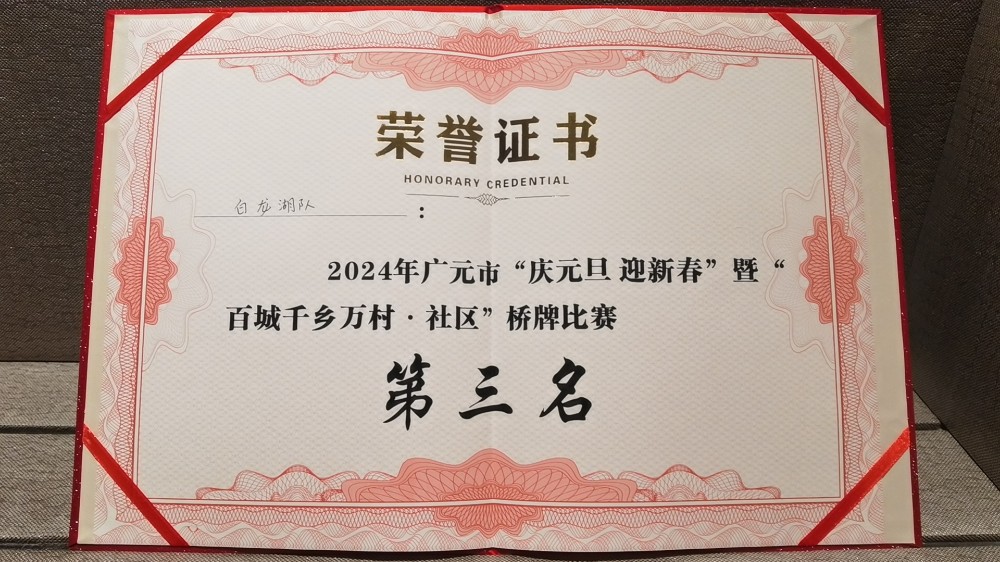 荣誉证书
HONORARY CREDENTIAL
白龙湖队：
2024年广元市“庆元旦 迎新春”暨“
百城千乡万村·社区”桥牌比赛
第三名